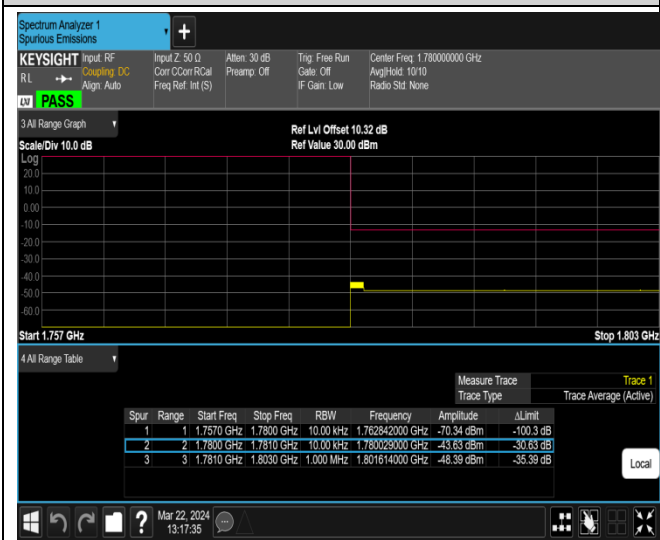 Spectrum Analyzer 1
Spurious Emissions
+
KEYSIGHT Input: RF Input Z: 50 Ω Atten: 30 dB Trig: Free Run Center Freq: 1.780000000 GHz
RL Coupling: DC Corr CCorr RCal Preamp: Off Gate: Off Avg|Hold: 10/10
Align: Auto Freq Ref: Int (S) IF Gain: Low Radio Std: None
LXI PASS
3 All Range Graph
Ref Lvl Offset 10.32 dB
Scale/Div 10.0 dB Ref Value 30.00 dBm
Log
20.0
10.0
0.00
-10.0
-20.0
-30.0
-40.0
-50.0
-60.0
Start 1.757 GHz Stop 1.803 GHz
4 All Range Table
Measure Trace Trace 1
Trace Type Trace Average (Active)
Spur Range Start Freq Stop Freq RBW Frequency Amplitude ΔLimit
1 1 1.7570 GHz 1.7800 GHz 10.00 kHz 1.762842000 GHz -70.34 dBm -100.3 dB
2 2 1.7800 GHz 1.7810 GHz 10.00 kHz 1.780029000 GHz -43.63 dBm -30.63 dB
3 3 1.7810 GHz 1.8030 GHz 1.000 MHz 1.801614000 GHz -48.39 dBm -35.39 dB
Local
? Mar 22, 2024
13:17:35